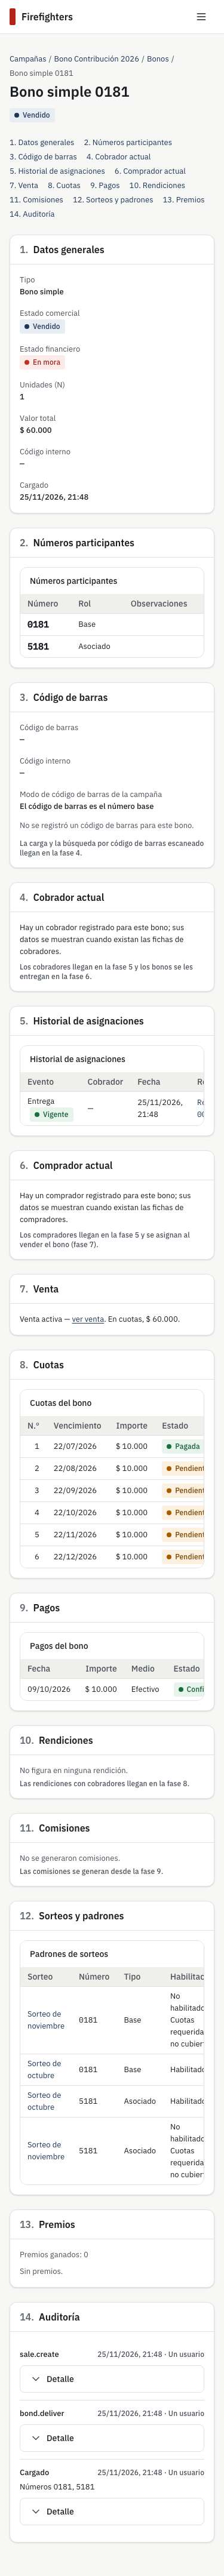 Firefighters
Campañas / Bono Contribución 2026 / Bonos /
Bono simple 0181
Bono simple 0181
Vendido
1. Datos generales 2. Números participantes
3. Código de barras 4. Cobrador actual
5. Historial de asignaciones 6. Comprador actual
7. Venta 8. Cuotas 9. Pagos 10. Rendiciones
11. Comisiones 12. Sorteos y padrones 13. Premios
14. Auditoría
1. Datos generales
Tipo
Bono simple
Estado comercial
Vendido
Estado financiero
En mora
Unidades (N)
1
Valor total
$ 60.000
Código interno
—
Cargado
25/11/2026, 21:48
2. Números participantes
Números participantes
Número Rol Observaciones
0181 Base
5181 Asociado
3. Código de barras
Código de barras
—
Código interno
—
Modo de código de barras de la campaña
El código de barras es el número base
No se registró un código de barras para este bono.
La carga y la búsqueda por código de barras escaneado
llegan en la fase 4.
4. Cobrador actual
Hay un cobrador registrado para este bono; sus
datos se muestran cuando existan las fichas de
cobradores.
Los cobradores llegan en la fase 5 y los bonos se les
entregan en la fase 6.
5. Historial de asignaciones
Historial de asignaciones
Evento Cobrador Fecha
Entrega
Vigente
—
25/11/2026,
21:48
6. Comprador actual
Hay un comprador registrado para este bono; sus
datos se muestran cuando existan las fichas de
compradores.
Los compradores llegan en la fase 5 y se asignan al
vender el bono (fase 7).
7. Venta
Venta activa — ver venta. En cuotas, $ 60.000.
8. Cuotas
Cuotas del bono
N.º Vencimiento Importe Estado
1 22/07/2026 $ 10.000 Pagada
2 22/08/2026 $ 10.000 Pendient
3 22/09/2026 $ 10.000 Pendient
4 22/10/2026 $ 10.000 Pendient
5 22/11/2026 $ 10.000 Pendient
6 22/12/2026 $ 10.000 Pendient
9. Pagos
Pagos del bono
Fecha Importe Medio Estado
09/10/2026 $ 10.000 Efectivo Confi
10. Rendiciones
No figura en ninguna rendición.
Las rendiciones con cobradores llegan en la fase 8.
11. Comisiones
No se generaron comisiones.
Las comisiones se generan desde la fase 9.
12. Sorteos y padrones
Padrones de sorteos
Sorteo Número Tipo Habilitac
Sorteo de
noviembre
0181 Base
No
habilitado
Cuotas
requerida
no cubier
Sorteo de
octubre
0181 Base Habilitado
Sorteo de
octubre
5181 Asociado Habilitado
Sorteo de
noviembre
5181 Asociado
No
habilitado
Cuotas
requerida
no cubier
13. Premios
Premios ganados: 0
Sin premios.
14. Auditoría
sale.create 25/11/2026, 21:48 · Un usuario
Detalle
bond.deliver 25/11/2026, 21:48 · Un usuario
Detalle
Cargado 25/11/2026, 21:48 · Un usuario
Números 0181, 5181
Detalle